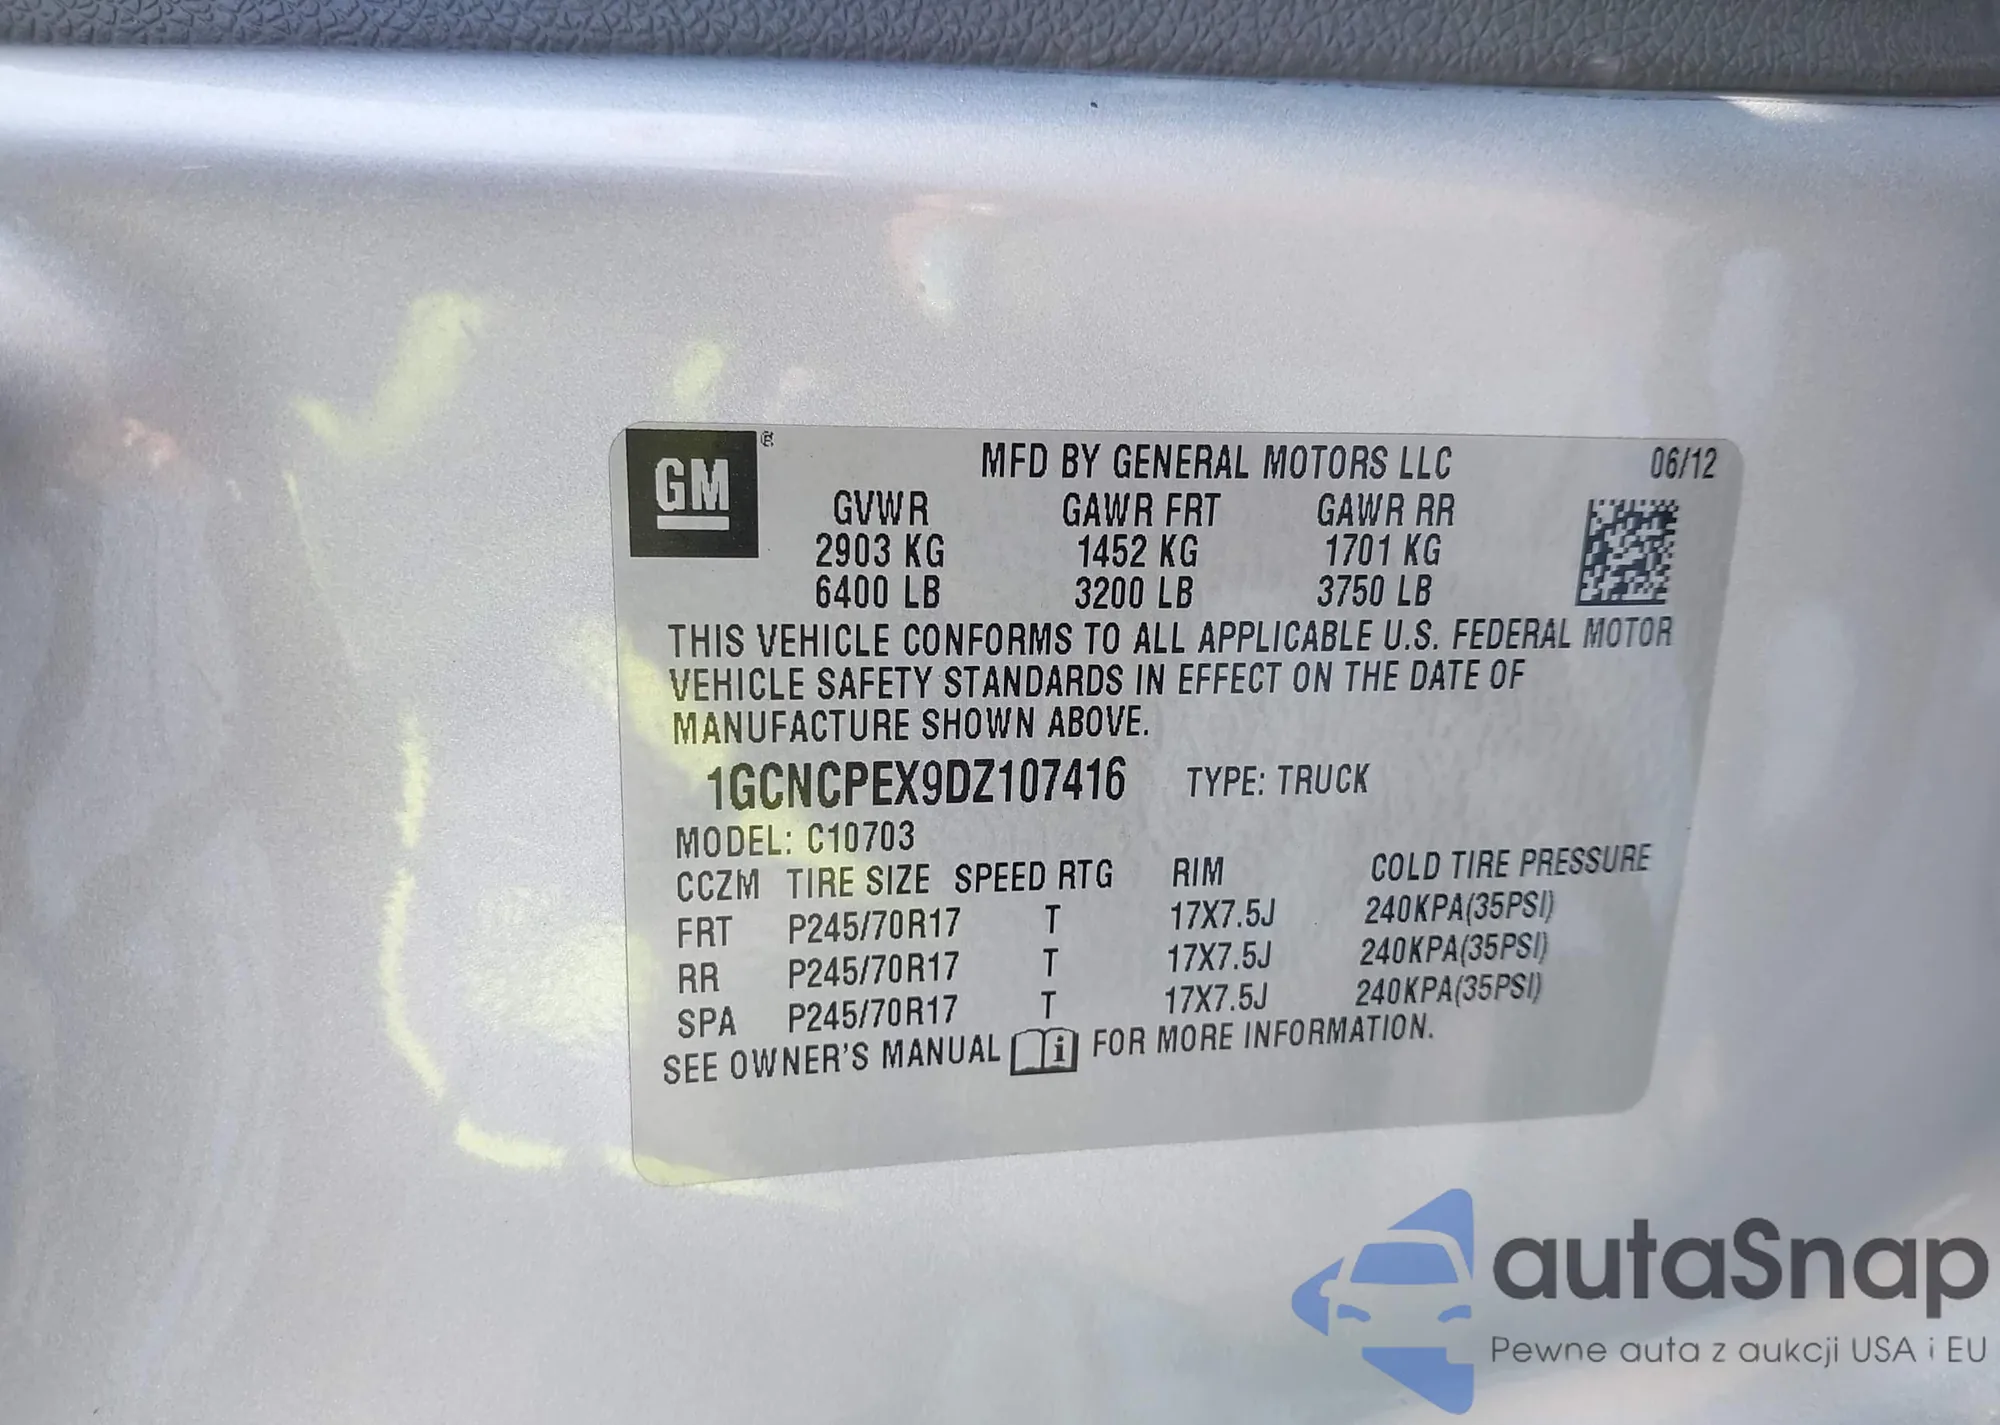 GM ®
MFD BY GENERAL MOTORS LLC 06/12
GVWR GAWR FRT GAWR RR
2903 KG 1452 KG 1701 KG
6400 LB 3200 LB 3750 LB
THIS VEHICLE CONFORMS TO ALL APPLICABLE U.S. FEDERAL MOTOR
VEHICLE SAFETY STANDARDS IN EFFECT ON THE DATE OF
MANUFACTURE SHOWN ABOVE.
1GCNCPEX9DZ107416 TYPE: TRUCK
MODEL: C10703
CCZM TIRE SIZE SPEED RTG RIM COLD TIRE PRESSURE
FRT P245/70R17 T 17X7.5J 240KPA(35PSI)
RR P245/70R17 T 17X7.5J 240KPA(35PSI)
SPA P245/70R17 T 17X7.5J 240KPA(35PSI)
SEE OWNER'S MANUAL i FOR MORE INFORMATION.
autaSnap
Pewne auta z aukcji USA i EU